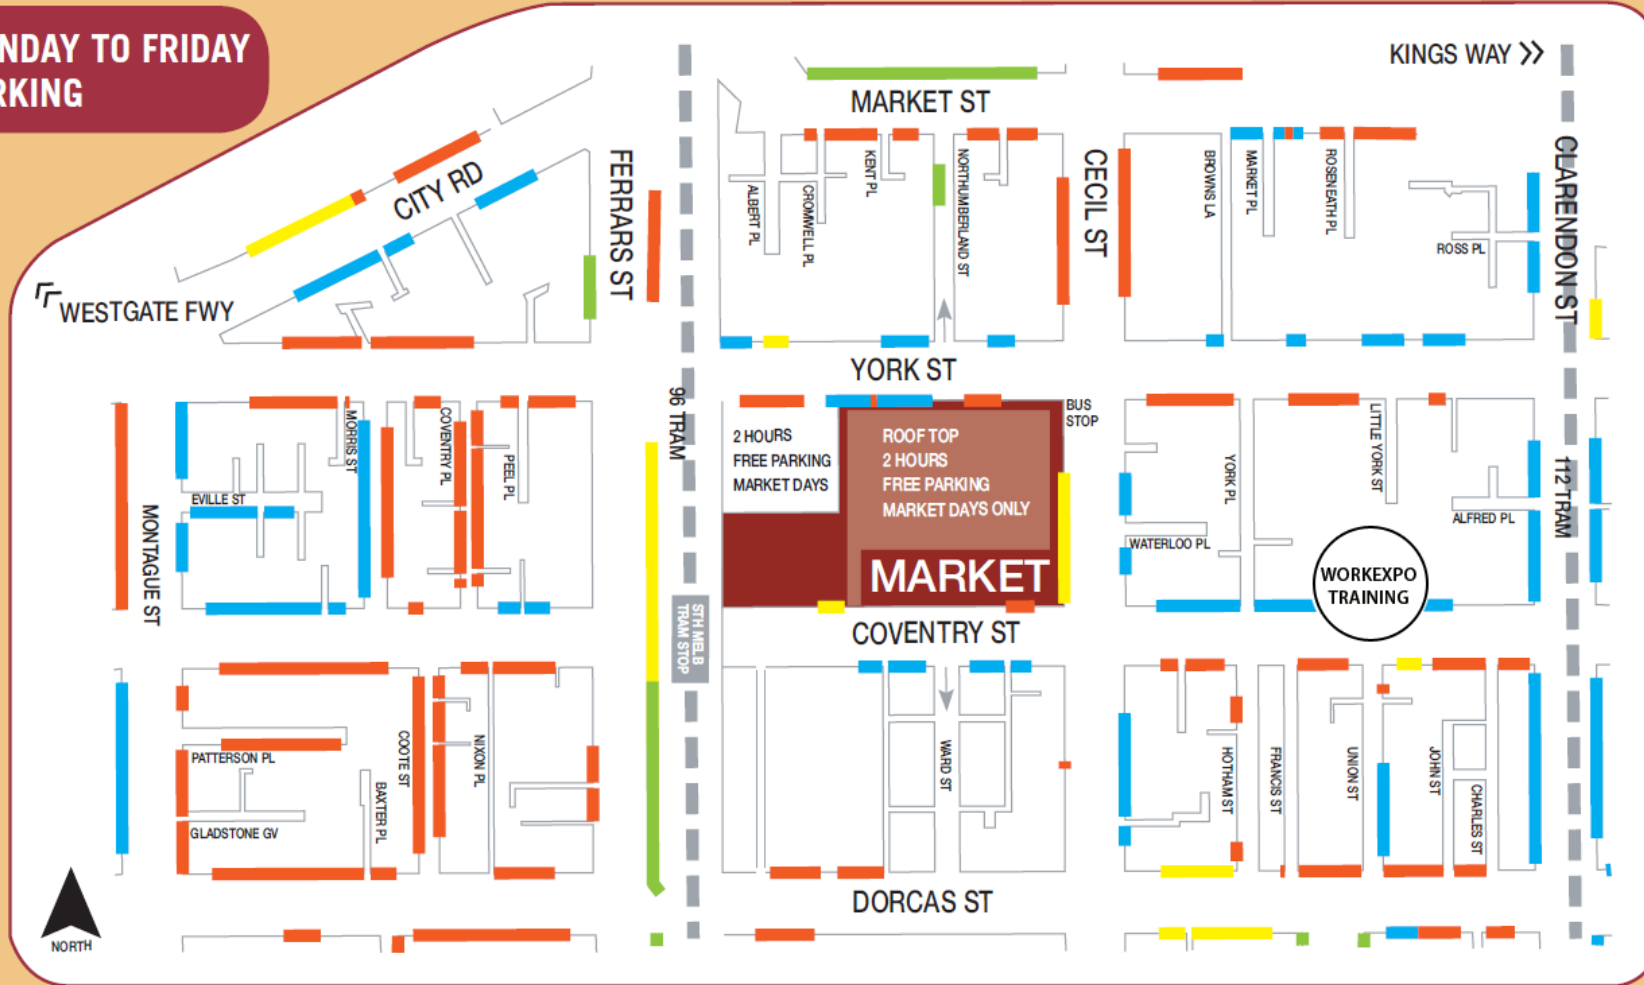 NDAY TO FRIDAY
RKING
KINGS WAY
MARKET ST
CITY RD
FERRARS ST
CECIL ST
CLARENDON ST
ALBERT PL
CROMWELL PL
KENT PL
NORTHUMBERLAND ST
BROWNS LA
MARKET PL
ROSENEATH PL
ROSS PL
WESTGATE FWY
YORK ST
96 TRAM
BUS
STOP
2 HOURS
FREE PARKING
MARKET DAYS
ROOF TOP
2 HOURS
FREE PARKING
MARKET DAYS ONLY
MARKET
MORRIS ST
COVENTRY PL
PEEL PL
EVILLE ST
MONTAGUE ST
YORK PL
LITTLE YORK ST
ALFRED PL
112 TRAM
WATERLOO PL
WORKEXPO
TRAINING
STH MELB
TRAM STOP
COVENTRY ST
PATTERSON PL
COOTE ST
NIXON PL
BAXTER PL
GLADSTONE GV
WARD ST
HOTHAM ST
FRANCIS ST
UNION ST
JOHN ST
CHARLES ST
DORCAS ST
NORTH